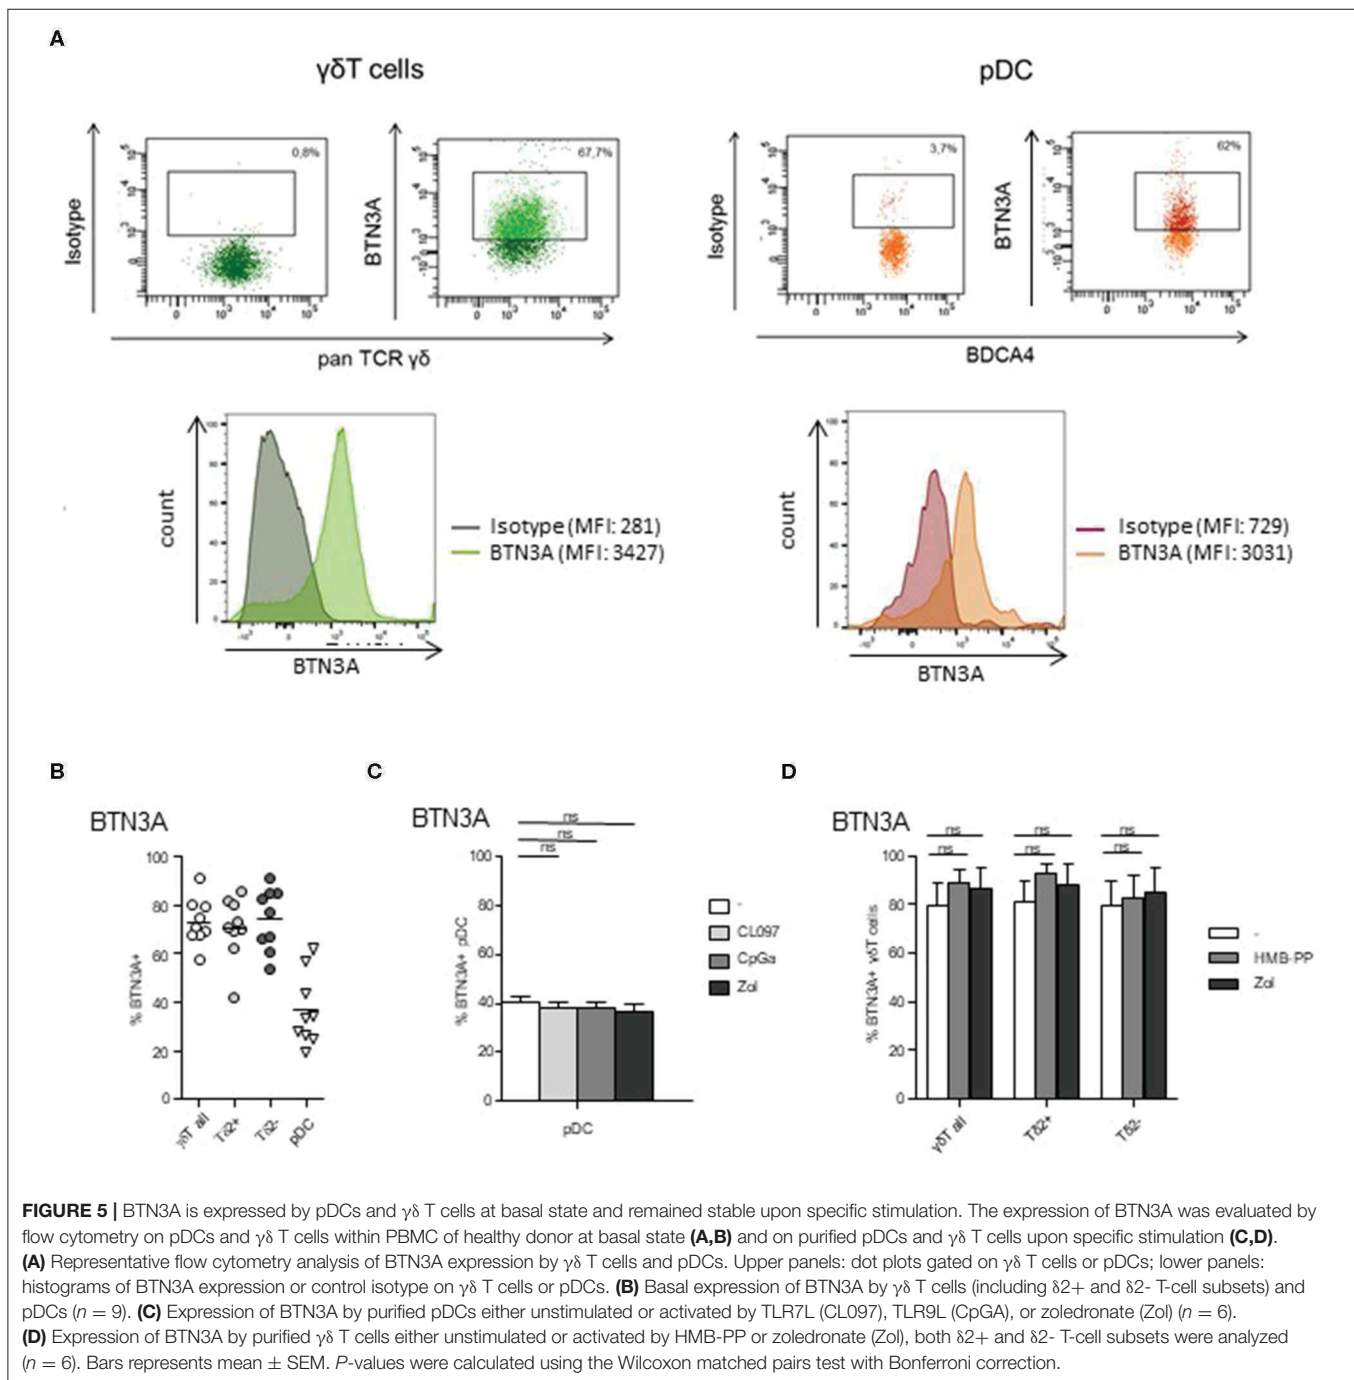 A
γδT cells
pDC
Isotype
0,8%
BTN3A
67,7%
Isotype
3,7%
BTN3A
62%
pan TCR γδ
BDCA4
count
Isotype (MFI: 281)
BTN3A (MFI: 3427)
BTN3A
count
Isotype (MFI: 729)
BTN3A (MFI: 3031)
BTN3A
B
BTN3A
% BTN3A+
100
80
60
40
20
0
γδT all
Tδ2+
Tδ2-
pDC
C
BTN3A
ns
ns
ns
% BTN3A+ pDC
100
80
60
40
20
0
pDC
-
CL097
CpGa
Zol
D
BTN3A
ns
ns
ns
ns
ns
ns
% BTN3A+ γδT cells
100
80
60
40
20
0
γδT all
Tδ2+
Tδ2-
-
HMB-PP
Zol
FIGURE 5 | BTN3A is expressed by pDCs and γδ T cells at basal state and remained stable upon specific stimulation. The expression of BTN3A was evaluated by
flow cytometry on pDCs and γδ T cells within PBMC of healthy donor at basal state (A,B) and on purified pDCs and γδ T cells upon specific stimulation (C,D).
(A) Representative flow cytometry analysis of BTN3A expression by γδ T cells and pDCs. Upper panels: dot plots gated on γδ T cells or pDCs; lower panels:
histograms of BTN3A expression or control isotype on γδ T cells or pDCs. (B) Basal expression of BTN3A by γδ T cells (including δ2+ and δ2- T-cell subsets) and
pDCs (n = 9). (C) Expression of BTN3A by purified pDCs either unstimulated or activated by TLR7L (CL097), TLR9L (CpGA), or zoledronate (Zol) (n = 6).
(D) Expression of BTN3A by purified γδ T cells either unstimulated or activated by HMB-PP or zoledronate (Zol), both δ2+ and δ2- T-cell subsets were analyzed
(n = 6). Bars represents mean ± SEM. P-values were calculated using the Wilcoxon matched pairs test with Bonferroni correction.